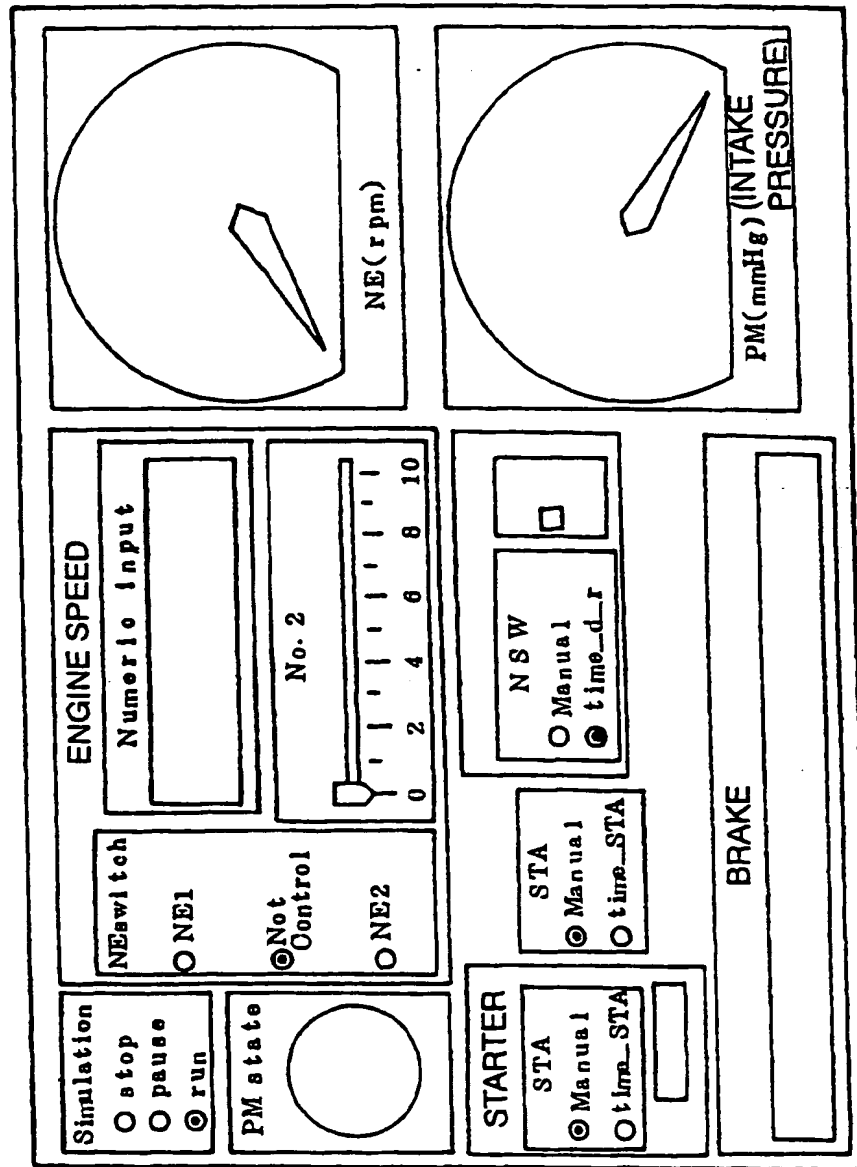 Simulation
stop
pause
run
PM state
ENGINE SPEED
NEswitch
NE1
Not
Control
NE2
Numeric input
No. 2
0 2 4 6 8 10
NE(rpm)
STARTER
STA
Manual
time_STA
STA
Manual
time_STA
NSW
Manual
time_d_r
BRAKE
PM(mmHg) (INTAKE
PRESSURE)